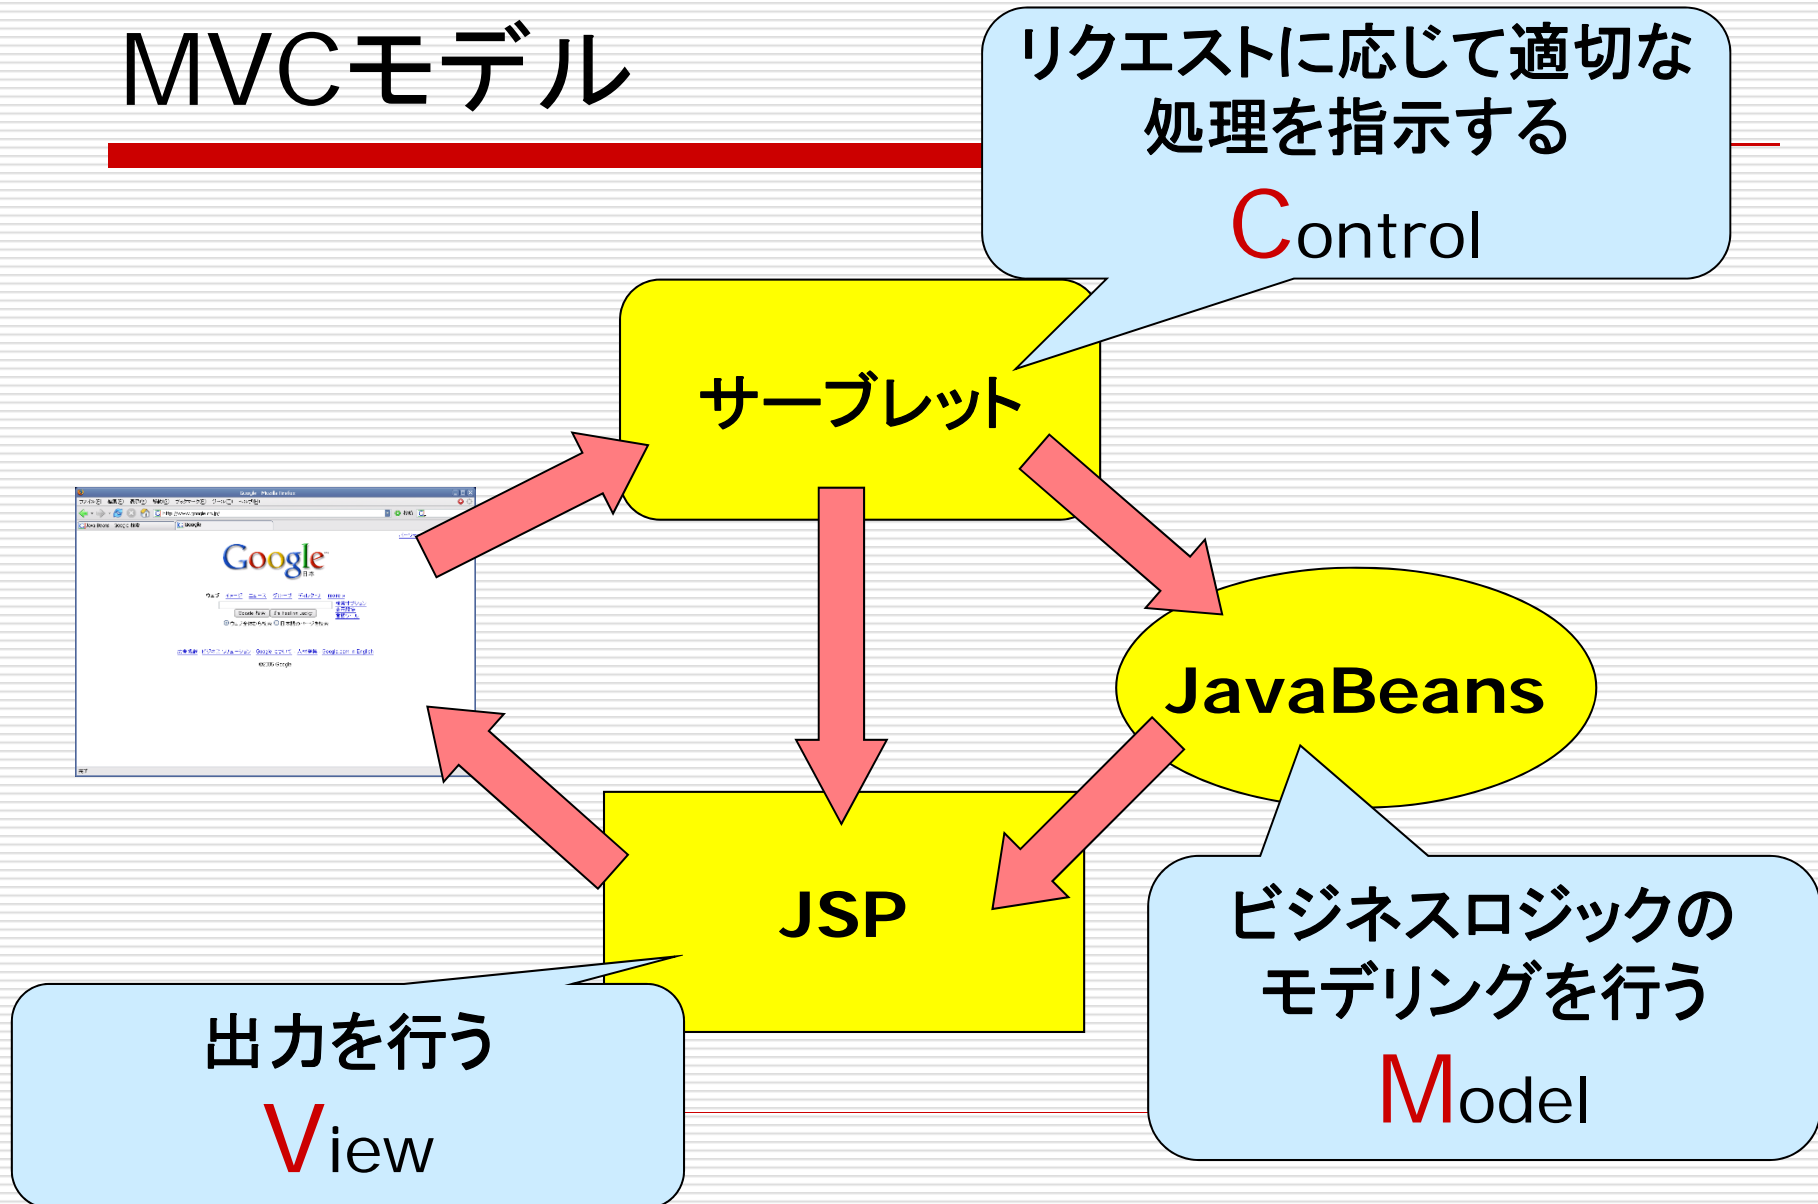 MVCモデル
リクエストに応じて適切な
処理を指示する
Control
サーブレット
Google
日本
JavaBeans
JSP
ビジネスロジックの
モデリングを行う
Model
出力を行う
View